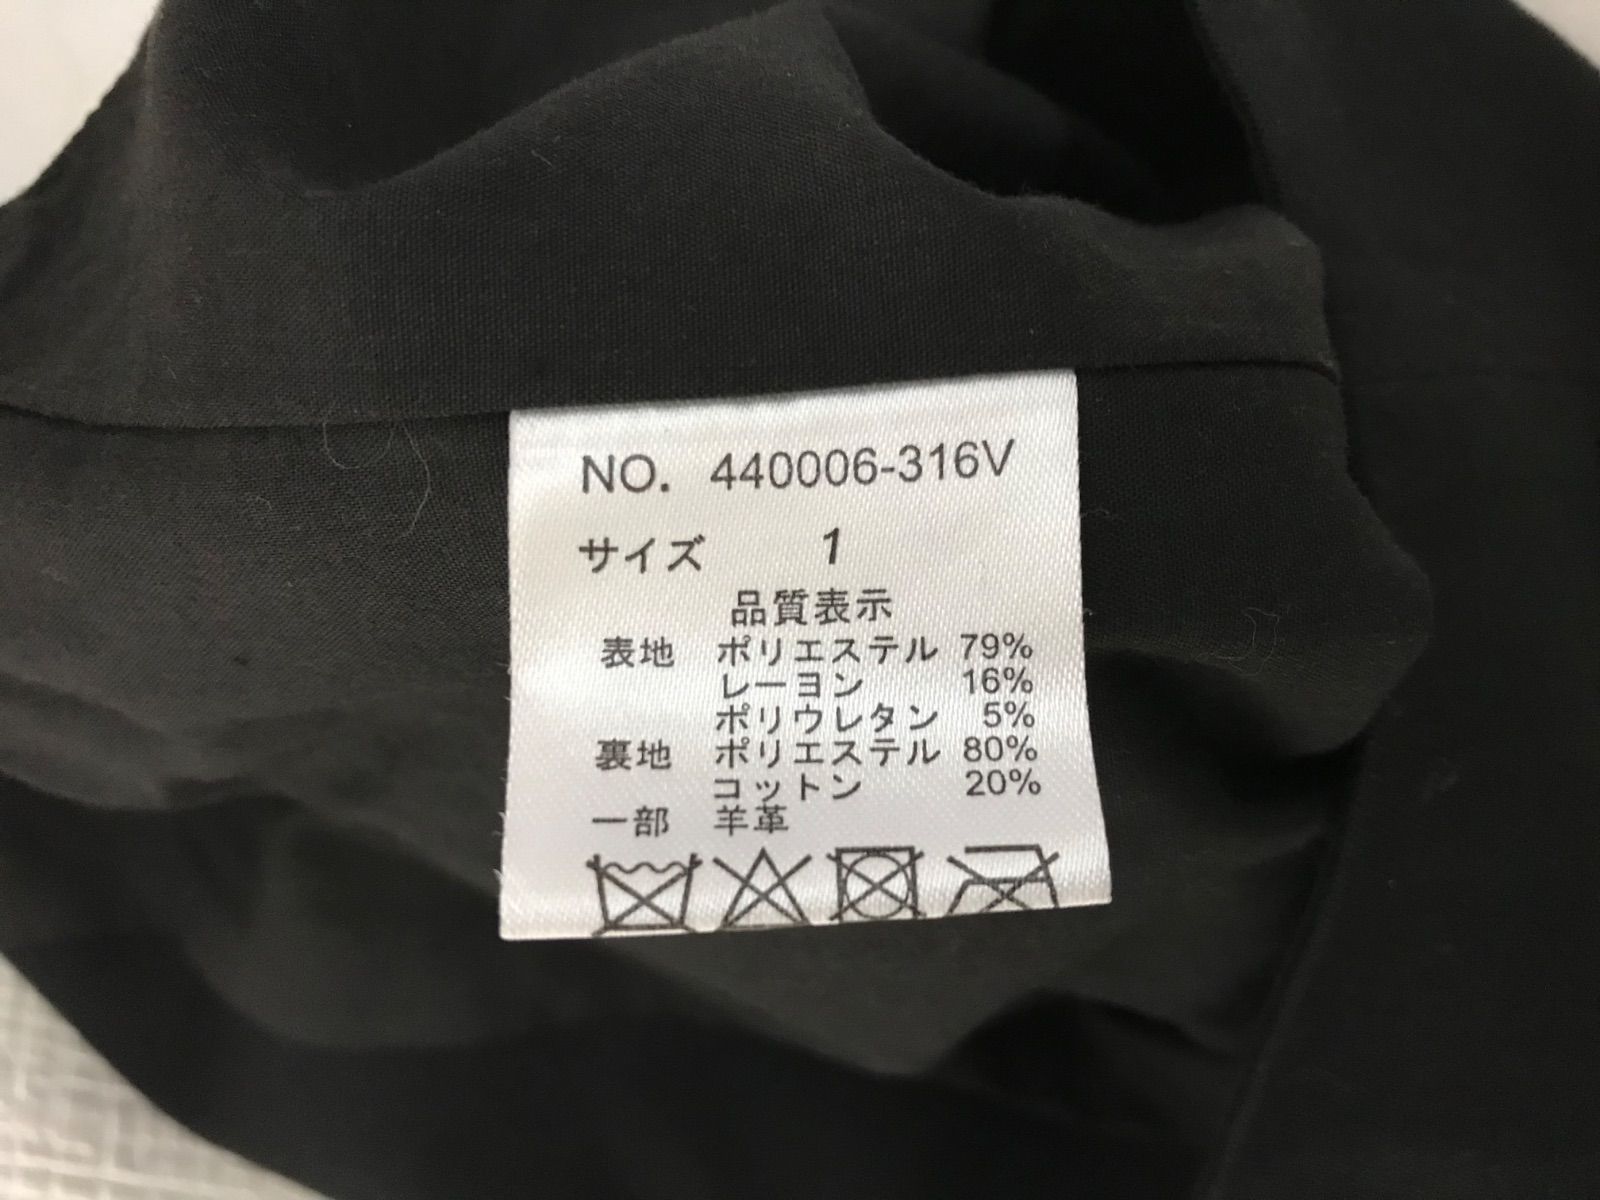 NO. 440006-316V
サイズ 1
品質表示
表地 ポリエステル 79%
レーヨン 16%
ポリウレタン 5%
裏地 ポリエステル 80%
コットン 20%
一部 羊革